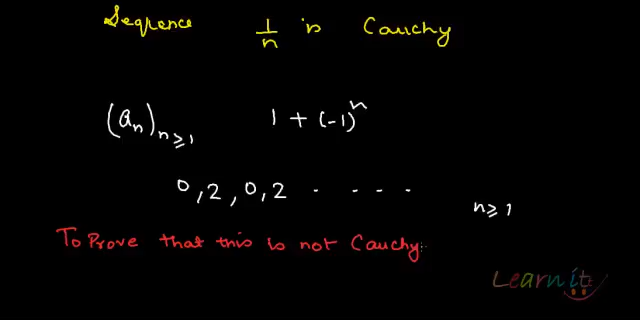 Sequence 1/n is Cauchy
(aₙ)ₙ≥₁ 1 + (-1)ⁿ
0, 2, 0, 2 . . . . .
n ≥ 1
To Prove that this is not Cauchy
Learnit